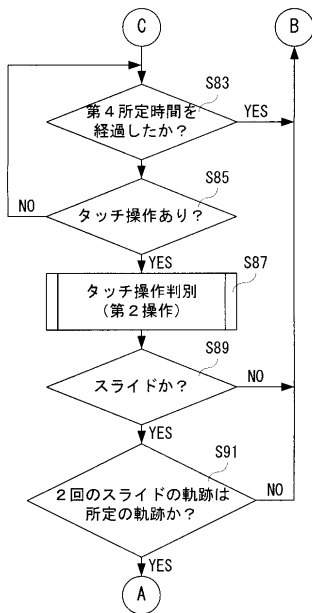 C
B
S83
第4所定時間を
経過したか？
YES
S85
NO
タッチ操作あり？
YES
S87
タッチ操作判別
（第2操作）
S89
スライドか？
NO
YES
S91
2回のスライドの軌跡は
所定の軌跡か？
NO
YES
A